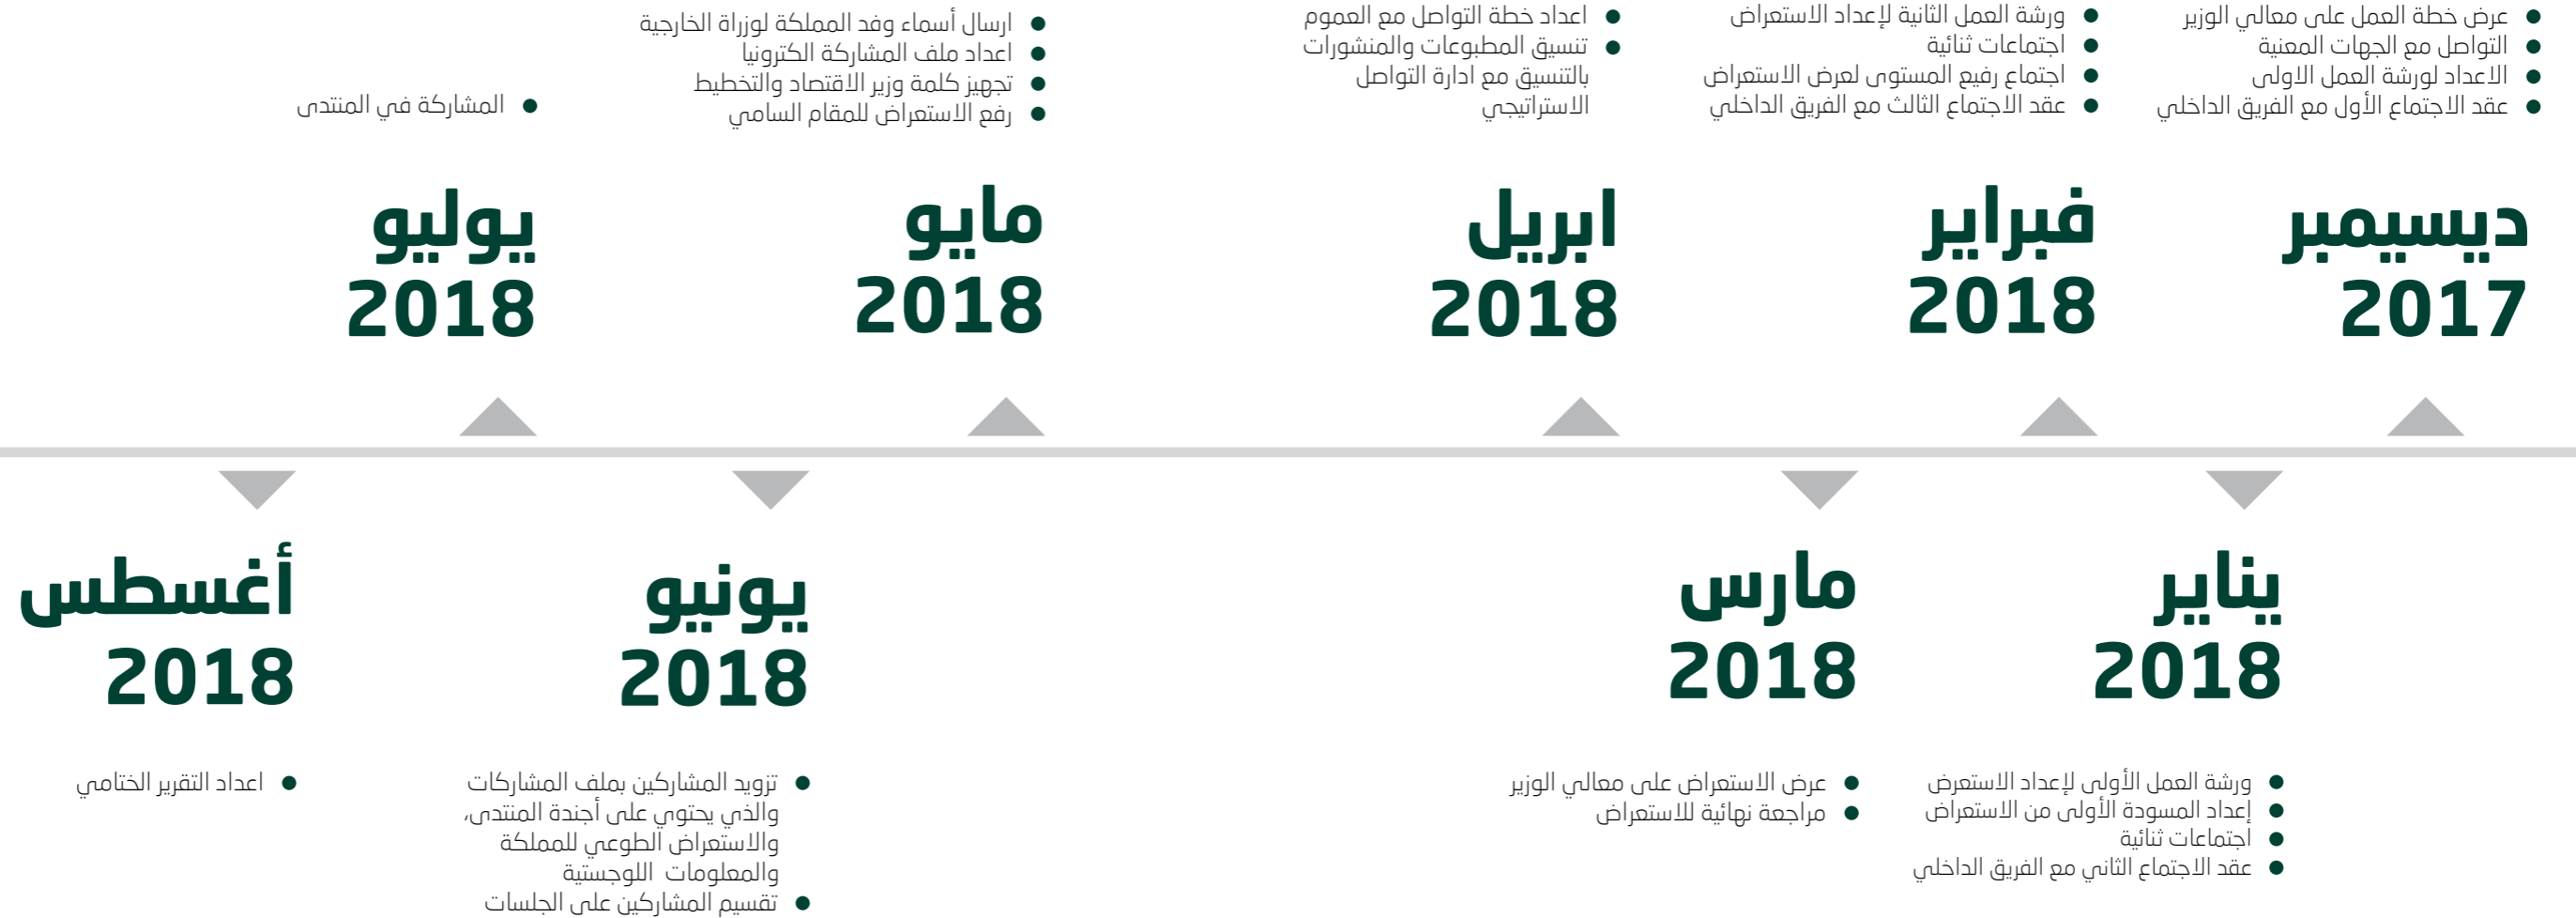 عرض خطة العمل على معالي الوزير
التواصل مع الجهات المعنية
الاعداد لورشة العمل الاولى
عقد الاجتماع الأول مع الفريق الداخلي
ديسيمبر
2017
ورشة العمل الثانية لإعداد الاستعراض
اجتماعات ثنائية
اجتماع رفيع المستوى لعرض الاستعراض
عقد الاجتماع الثالث مع الفريق الداخلي
فبراير
2018
اعداد خطة التواصل مع العموم
تنسيق المطبوعات والمنشورات
بالتنسيق مع ادارة التواصل
الاستراتيجي
ابريل
2018
ارسال أسماء وفد المملكة لوزراة الخارجية
اعداد ملف المشاركة الكترونيا
تجهيز كلمة وزير الاقتصاد والتخطيط
رفع الاستعراض للمقام السامي
مايو
2018
المشاركة في المنتدى
يوليو
2018
يناير
2018
ورشة العمل الأولى لإعداد الاستعرض
إعداد المسودة الأولى من الاستعراض
اجتماعات ثنائية
عقد الاجتماع الثاني مع الفريق الداخلي
مارس
2018
عرض الاستعراض على معالي الوزير
مراجعة نهائية للاستعراض
يونيو
2018
تزويد المشاركين بملف المشاركات
والذي يحتوي على أجندة المنتدى،
والاستعراض الطوعي للمملكة
والمعلومات اللوجستية
تقسيم المشاركين على الجلسات
أغسطس
2018
اعداد التقرير الختامي